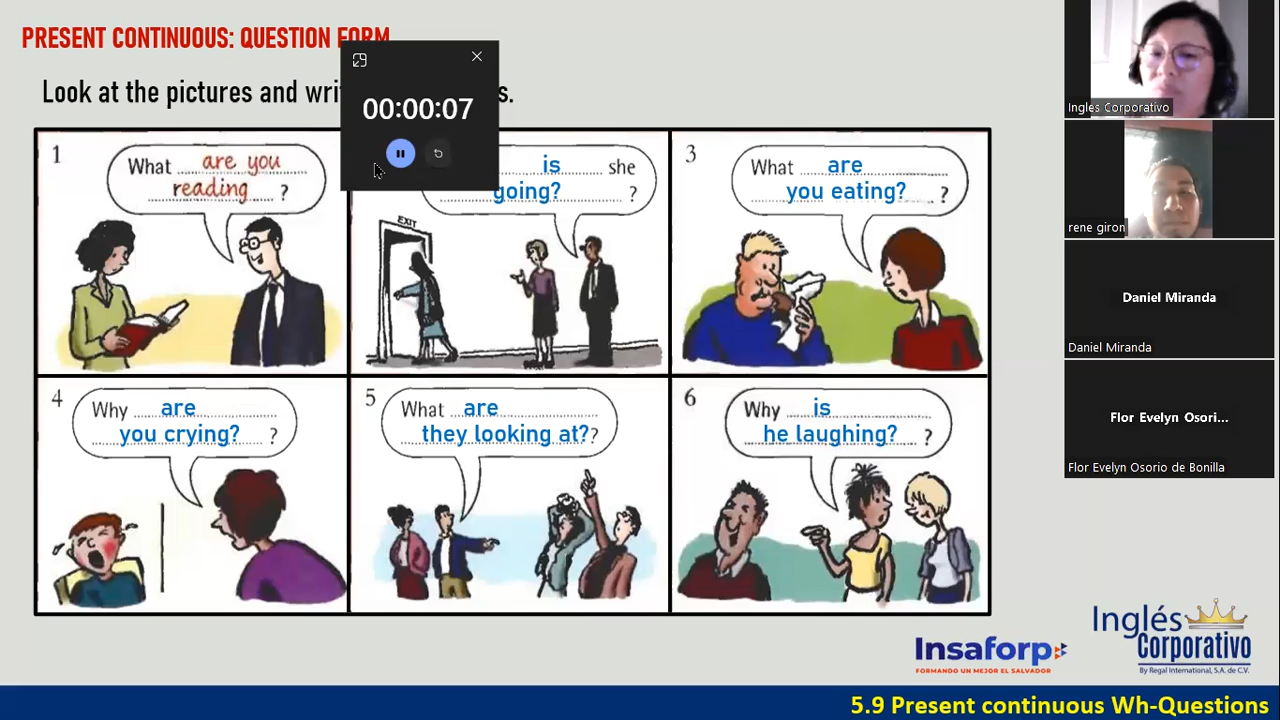 PRESENT CONTINUOUS: QUESTION FORM
Look at the pictures and s.
00:00:07
1
What are you
reading ?
EXIT
is she
going? ?
3
What are
you eating? ?
4
Why are
you crying? ?
5
What are
they looking at??
6
Why is
he laughing? ?
Insaforp
FORMANDO UN MEJOR EL SALVADOR
Inglés
Corporativo
By Regal International, S.A. de C.V.
5.9 Present continuous Wh-Questions
Ingles Corporativo
rene giron
Daniel Miranda
Daniel Miranda
Flor Evelyn Osori...
Flor Evelyn Osorio de Bonilla